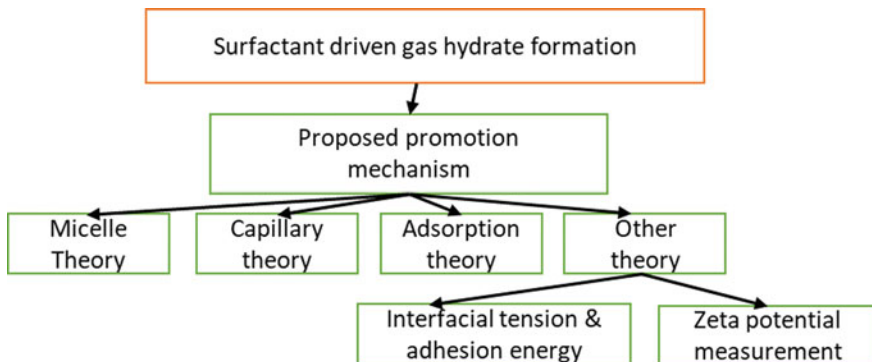 Surfactant driven gas hydrate formation
Proposed promotion
mechanism
Micelle
Theory
Capillary
theory
Adsorption
theory
Other
theory
Interfacial tension &
adhesion energy
Zeta potential
measurement